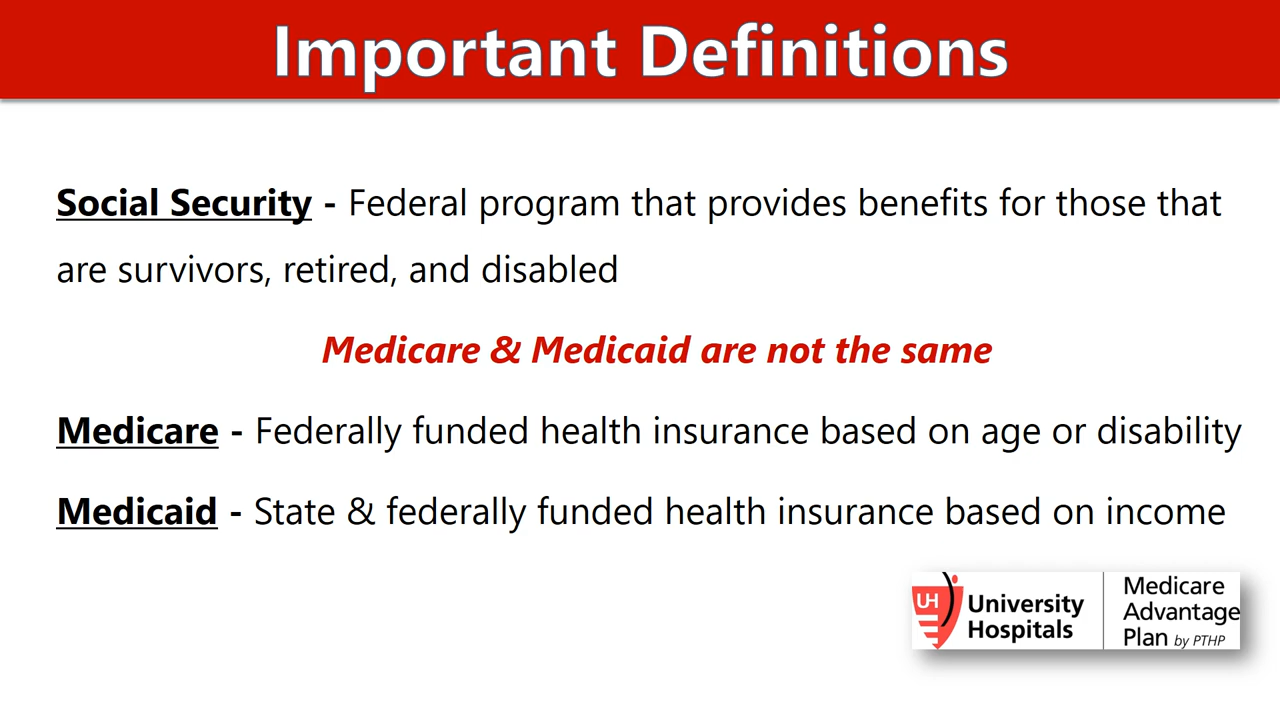 Important Definitions
Social Security - Federal program that provides benefits for those that
are survivors, retired, and disabled
Medicare & Medicaid are not the same
Medicare - Federally funded health insurance based on age or disability
Medicaid - State & federally funded health insurance based on income
UH
University
Hospitals
Medicare
Advantage
Plan by PTHP